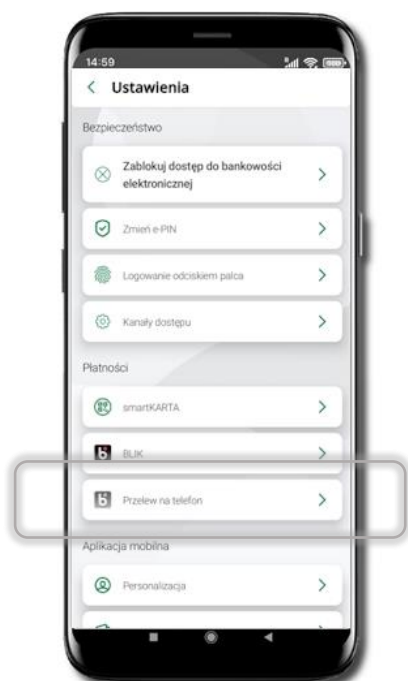 14:59
Ustawienia
Bezpieczeństwo
Zablokuj dostęp do bankowości
elektronicznej
Zmień e-PIN
Logowanie odciskiem palca
Kanały dostępu
Płatności
smartKARTA
BLIK
Przelew na telefon
Aplikacja mobilna
Personalizacja